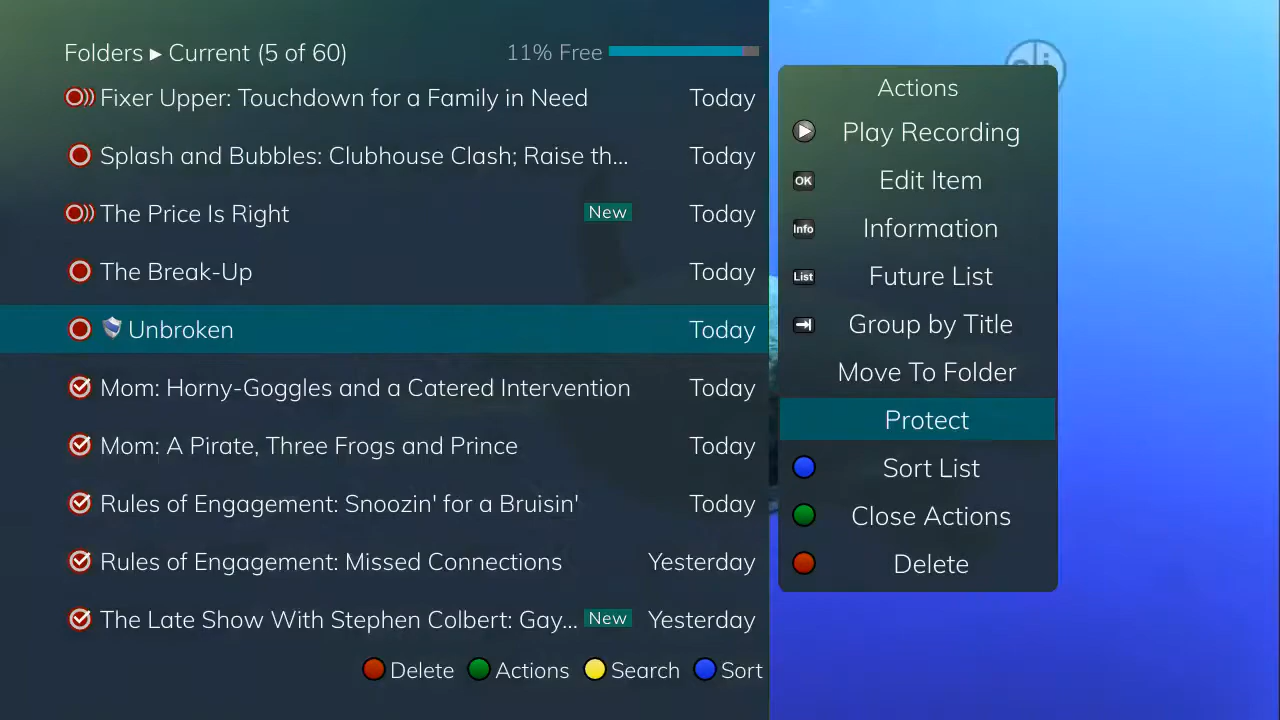 Folders ▸ Current (5 of 60)
11% Free
Fixer Upper: Touchdown for a Family in Need Today
Splash and Bubbles: Clubhouse Clash; Raise th... Today
The Price Is Right New Today
The Break-Up Today
Unbroken Today
Mom: Horny-Goggles and a Catered Intervention Today
Mom: A Pirate, Three Frogs and Prince Today
Rules of Engagement: Snoozin' for a Bruisin' Today
Rules of Engagement: Missed Connections Yesterday
The Late Show With Stephen Colbert: Gay... New Yesterday
Delete Actions Search Sort
Actions
Play Recording
OK Edit Item
Info Information
List Future List
Group by Title
Move To Folder
Protect
Sort List
Close Actions
Delete